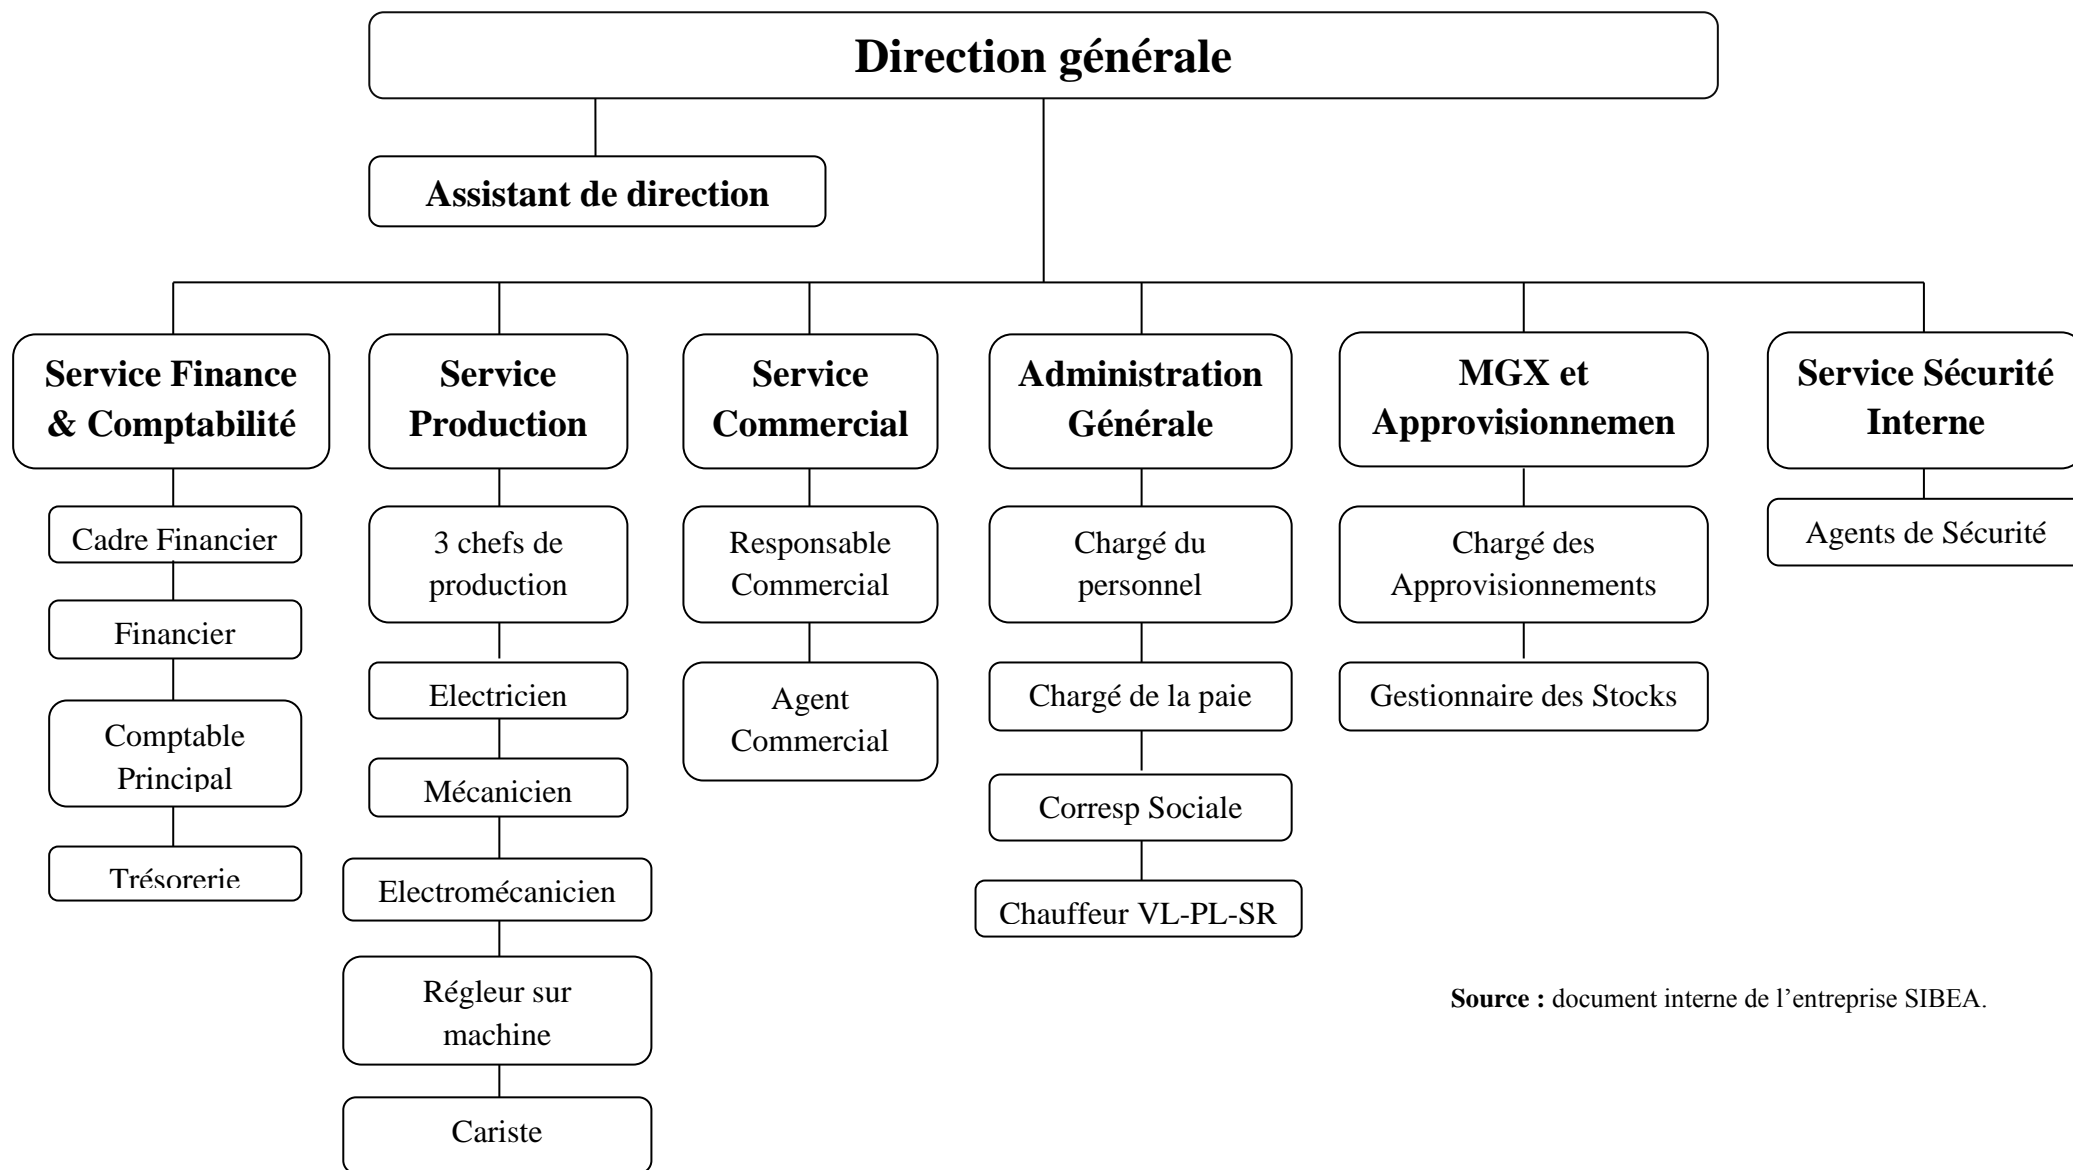 Direction générale
Assistant de direction
Service Finance
& Comptabilité
Service
Production
Service
Commercial
Administration
Générale
MGX et
Approvisionnemen
Service Sécurité
Interne
Cadre Financier
Financier
Comptable
Principal
Trésorerie
3 chefs de
production
Electricien
Mécanicien
Electromécanicien
Régleur sur
machine
Cariste
Responsable
Commercial
Agent
Commercial
Chargé du
personnel
Chargé de la paie
Corresp Sociale
Chauffeur VL-PL-SR
Chargé des
Approvisionnements
Gestionnaire des Stocks
Agents de Sécurité
Source : document interne de l’entreprise SIBEA.